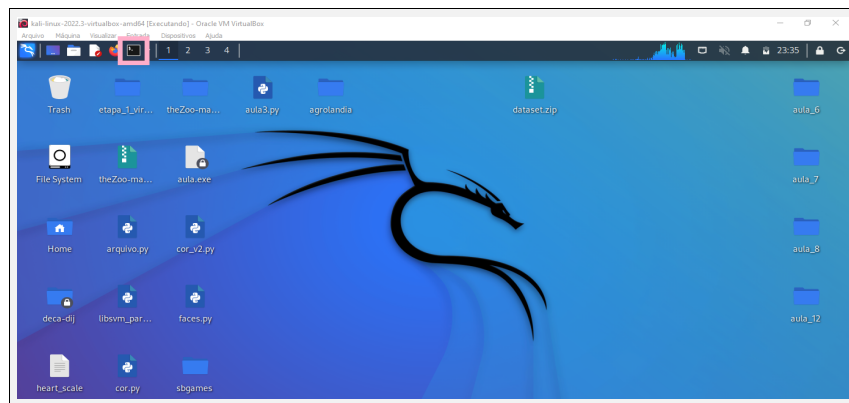 kali-linux-2022.3-virtualbox-amd64 [Executando] - Oracle VM VirtualBox
Arquivo Máquina Visualizar Entrada Dispositivos Ajuda
1 2 3 4 23:35
Trash etapa_1_vir... theZoo-ma... aula3.py agrolandia dataset.zip aula_6
File System theZoo-ma... aula.exe aula_7
Home arquivo.py cor_v2.py aula_8
deca-dij libsvm_par... faces.py aula_12
heart_scale cor.py sbgames